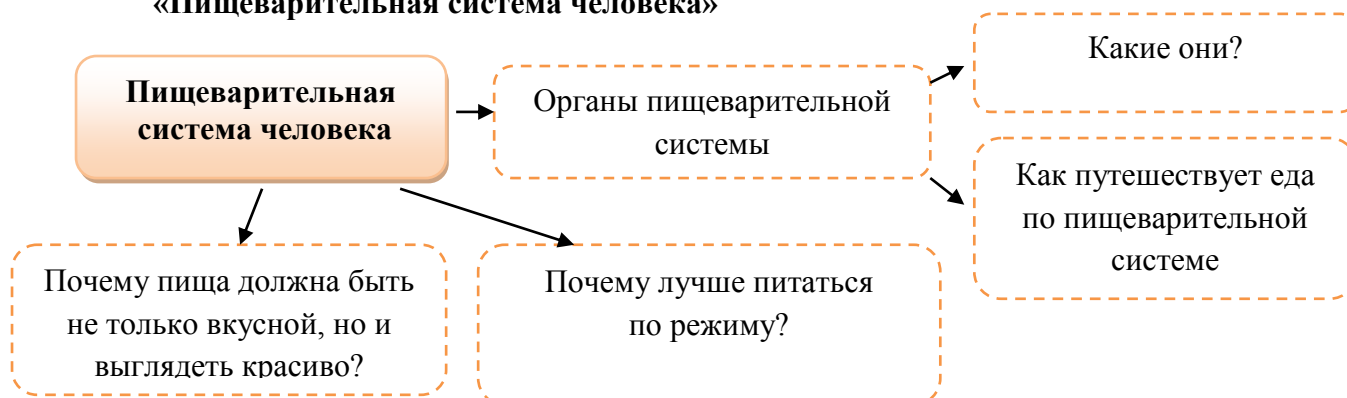 «Пищеварительная система человека»
Пищеварительная
система человека
Органы пищеварительной
системы
Какие они?
Как путешествует еда
по пищеварительной
системе
Почему пища должна быть
не только вкусной, но и
выглядеть красиво?
Почему лучше питаться
по режиму?